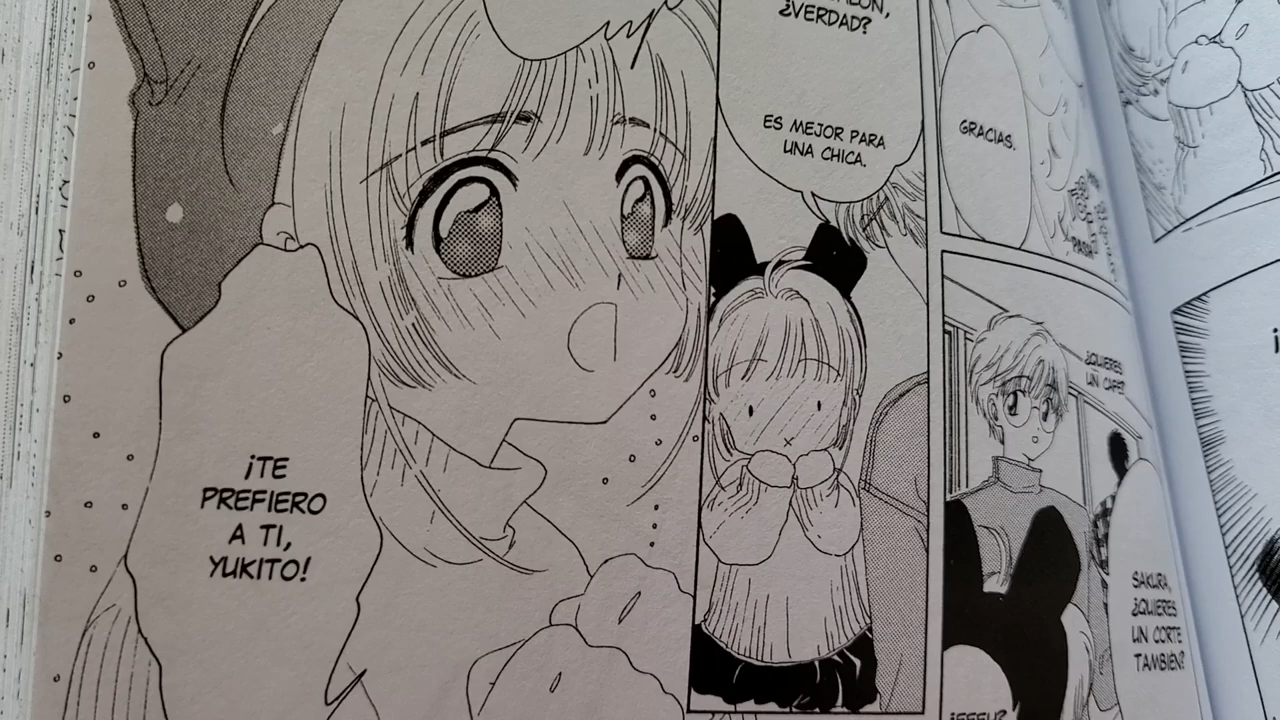 ¡TE
PREFIERO
A TI,
YUKITO!
¿VERDAD?
ES MEJOR PARA
UNA CHICA.
GRACIAS.
¿QUIERES
UN CAFÉ?
SAKURA,
¿QUIERES
UN CORTE
TAMBIÉN?